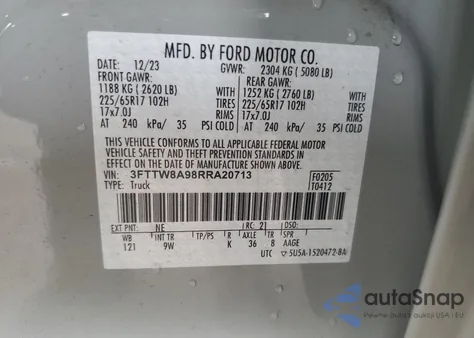 MFD. BY FORD MOTOR CO.
DATE: 12/23 GVWR: 2304 KG (5080 LB)
FRONT GAWR: REAR GAWR:
1188 KG (2620 LB) WITH 1252 KG (2760 LB) WITH
225/65R17 102H TIRES 225/65R17 102H TIRES
17x7.0J RIMS 17x7.0J RIMS
AT 240 kPa/ 35 PSI COLD AT 240 kPa/ 35 PSI COLD
THIS VEHICLE CONFORMS TO ALL APPLICABLE FEDERAL MOTOR
VEHICLE SAFETY AND THEFT PREVENTION STANDARDS IN EFFECT
ON THE DATE OF MANUFACTURE SHOWN ABOVE.
VIN: 3FTTW8A98RRA20713 F0205
TYPE: Truck T0412
EXT PNT: NE RC: 21 DSO:
WB INT TR TP/PS R AXLE TR SPR
121 9W K 36 8 AAGE
UTC 5U5A-1520472-BA
autoSnap